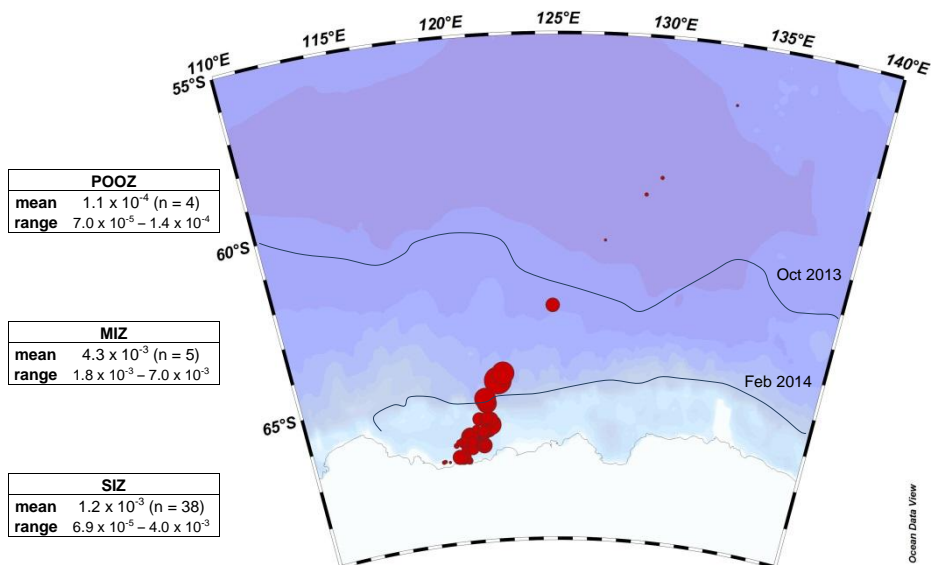 110°E
115°E
120°E
125°E
130°E
135°E
140°E
55°S
60°S
65°S
POOZ
mean 1.1 x 10⁻⁴ (n = 4)
range 7.0 x 10⁻⁵ – 1.4 x 10⁻⁴
MIZ
mean 4.3 x 10⁻³ (n = 5)
range 1.8 x 10⁻³ – 7.0 x 10⁻³
SIZ
mean 1.2 x 10⁻³ (n = 38)
range 6.9 x 10⁻⁵ – 4.0 x 10⁻³
Oct 2013
Feb 2014
Ocean Data View